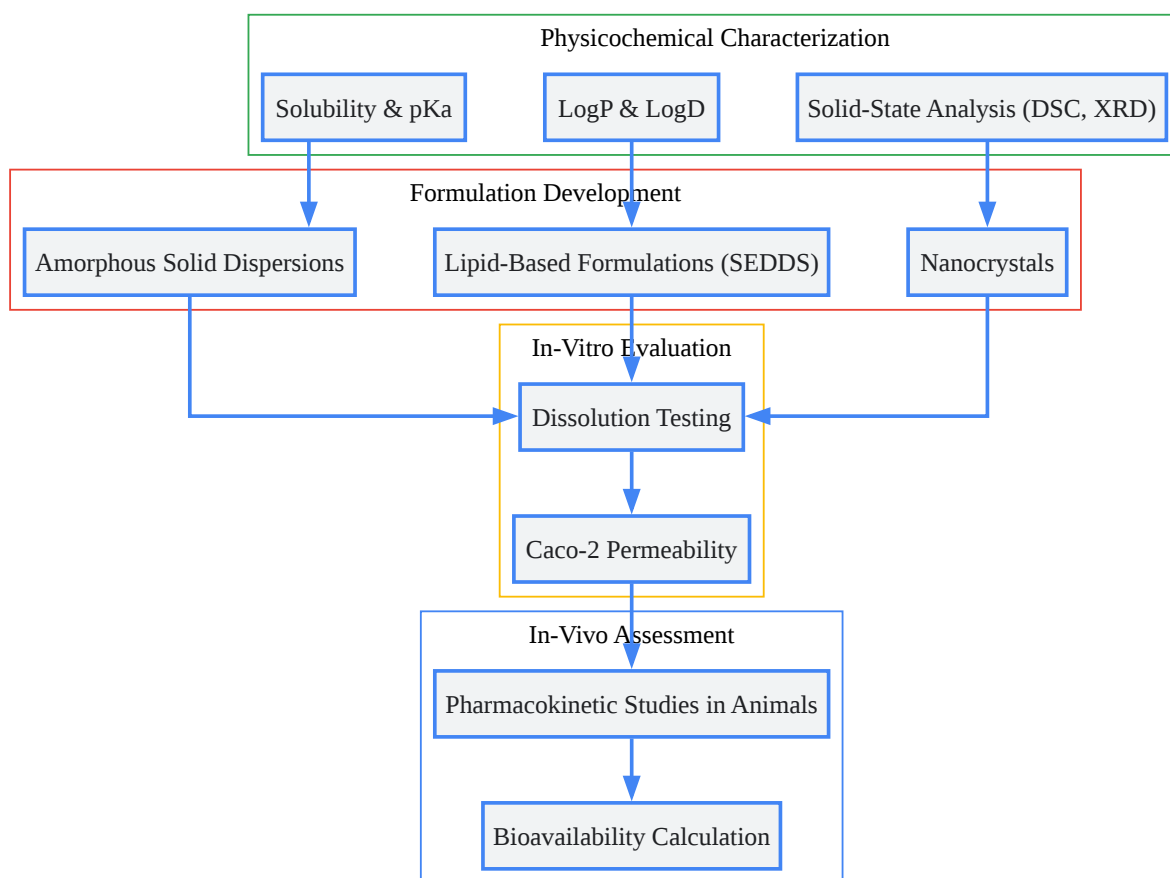 Physicochemical Characterization
Solubility & pKa
LogP & LogD
Solid-State Analysis (DSC, XRD)
Formulation Development
Amorphous Solid Dispersions
Lipid-Based Formulations (SEDDS)
Nanocrystals
In-Vitro Evaluation
Dissolution Testing
Caco-2 Permeability
In-Vivo Assessment
Pharmacokinetic Studies in Animals
Bioavailability Calculation